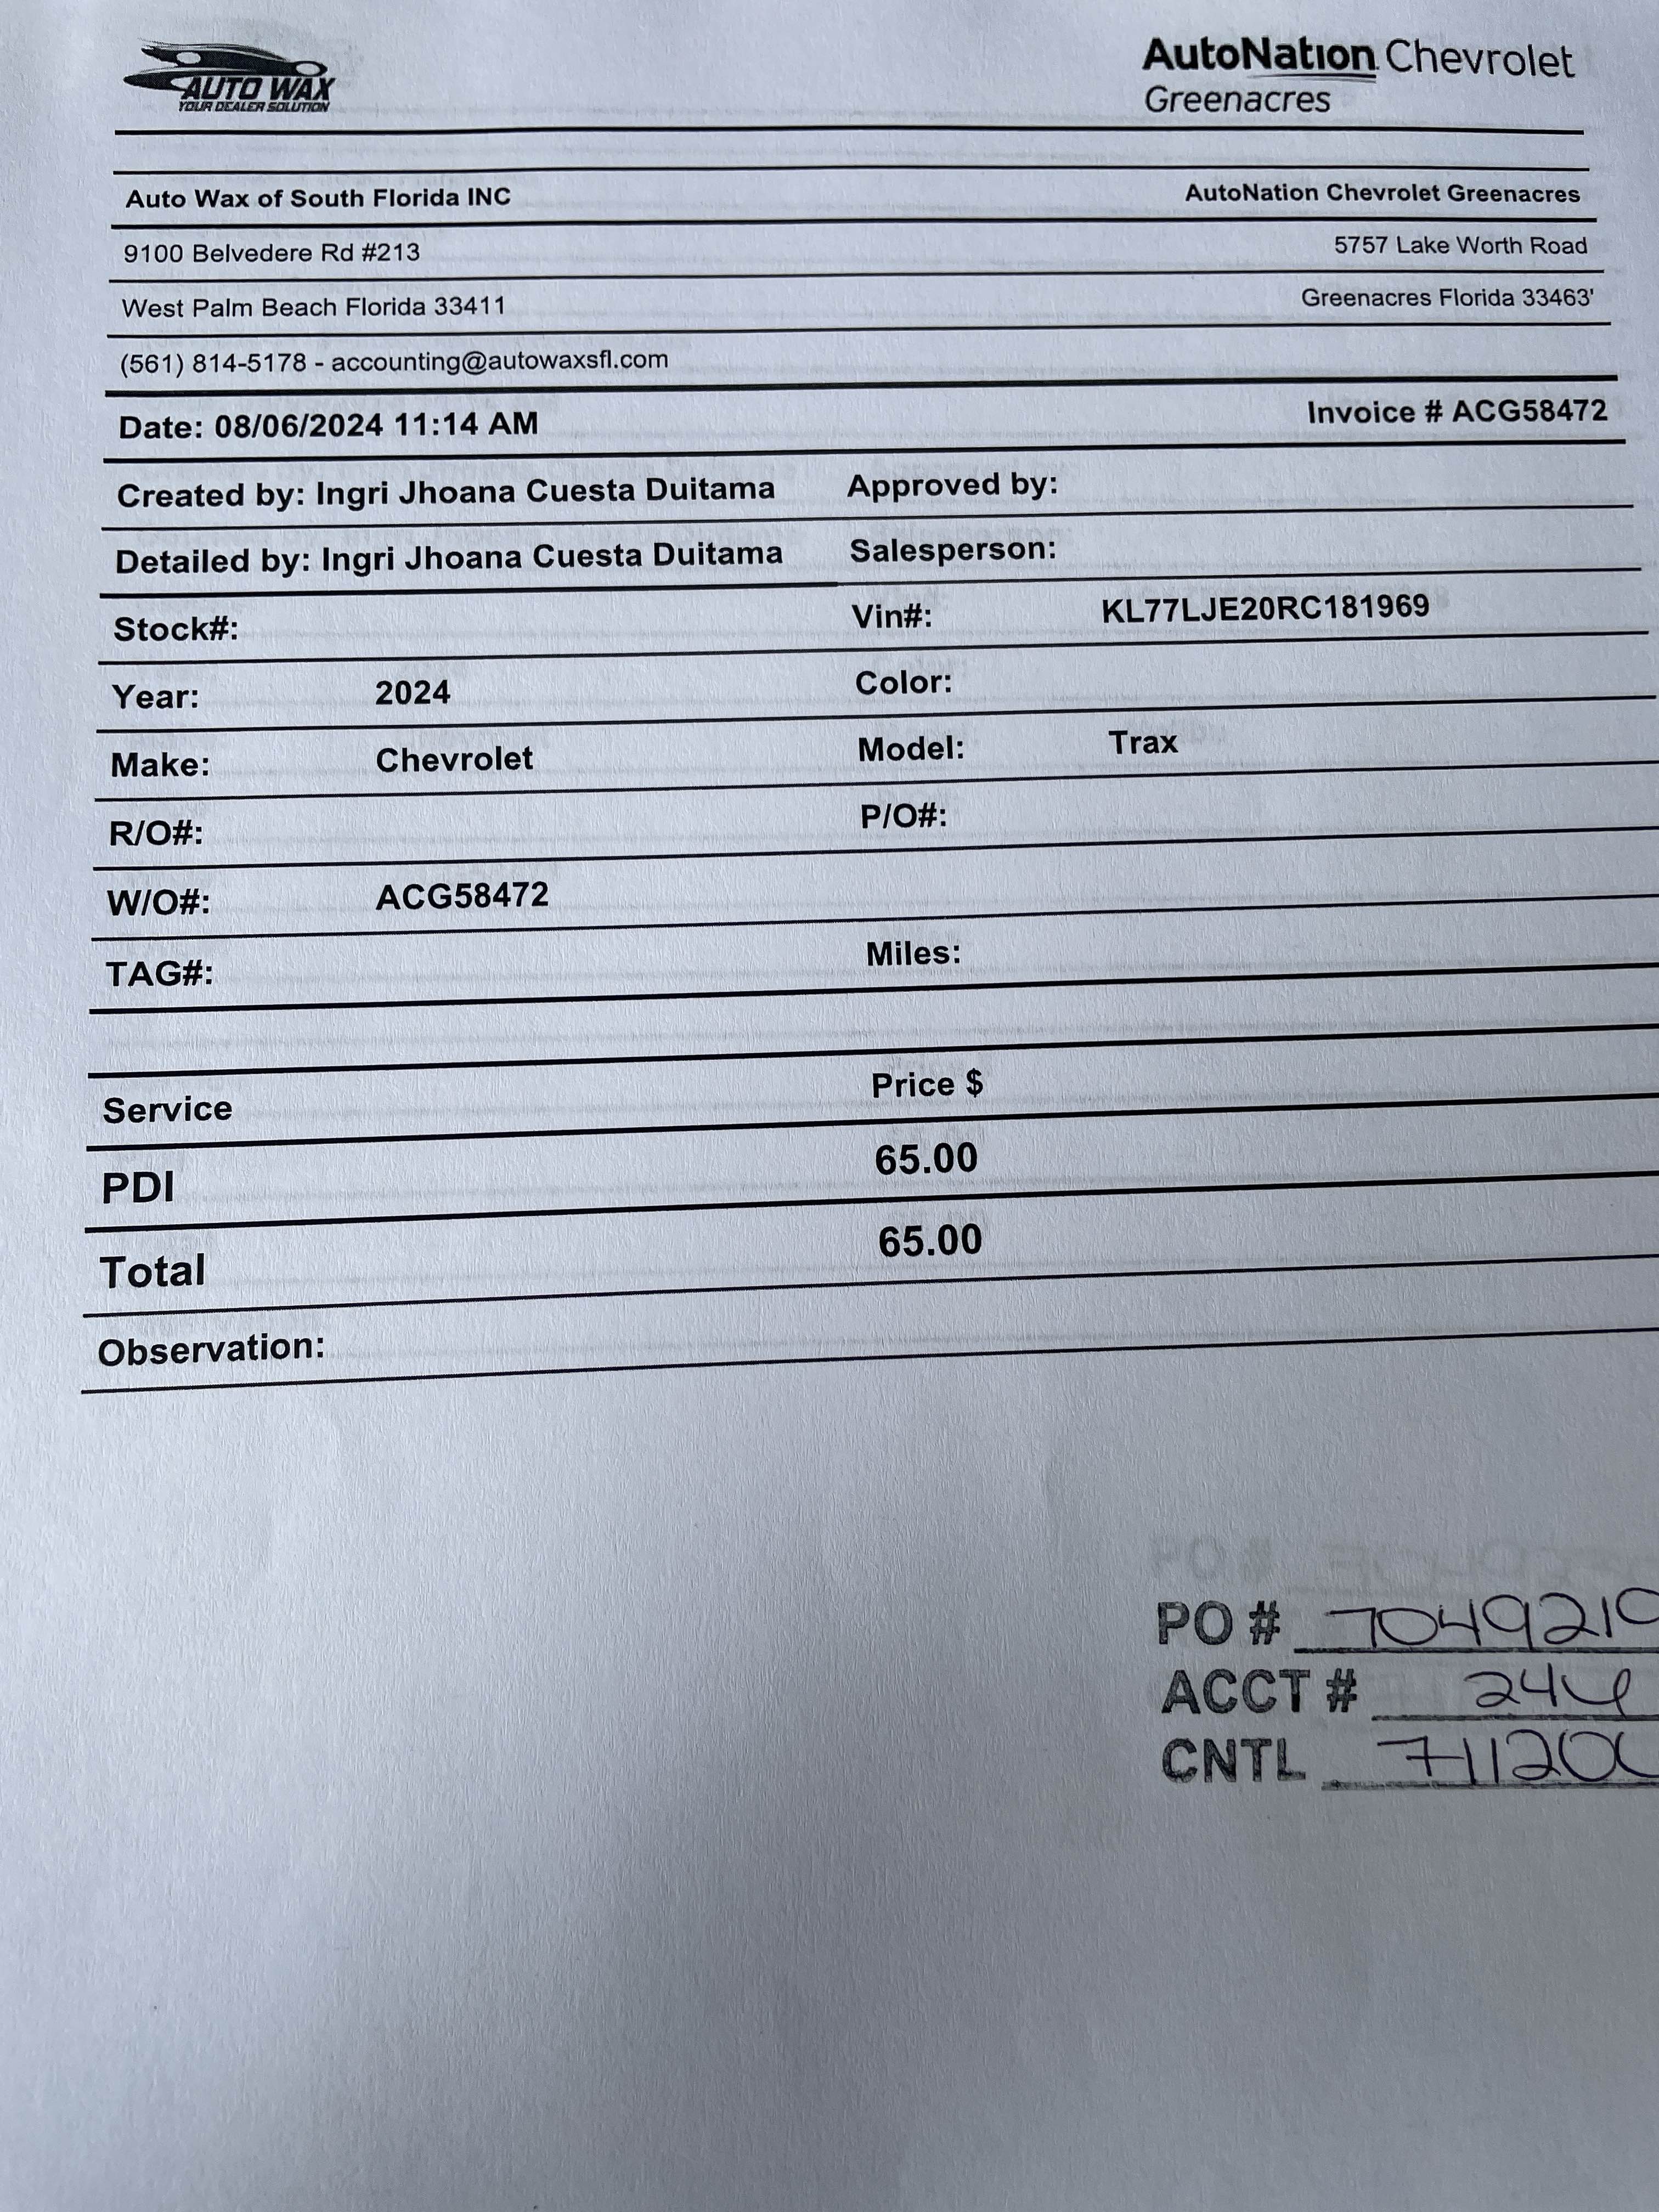 AUTO WAX
YOUR DEALER SOLUTION
AutoNation Chevrolet
Greenacres
Auto Wax of South Florida INC AutoNation Chevrolet Greenacres
9100 Belvedere Rd #213 5757 Lake Worth Road
West Palm Beach Florida 33411 Greenacres Florida 33463'
(561) 814-5178 - accounting@autowaxsfl.com
Date: 08/06/2024 11:14 AM Invoice # ACG58472
Created by: Ingri Jhoana Cuesta Duitama Approved by:
Detailed by: Ingri Jhoana Cuesta Duitama Salesperson:
Stock#: Vin#: KL77LJE20RC181969
Year: 2024 Color:
Make: Chevrolet Model: Trax
R/O#: P/O#:
W/O#: ACG58472
TAG#: Miles:
Service Price $
PDI 65.00
Total 65.00
Observation:
PO #
ACCT #
CNTL